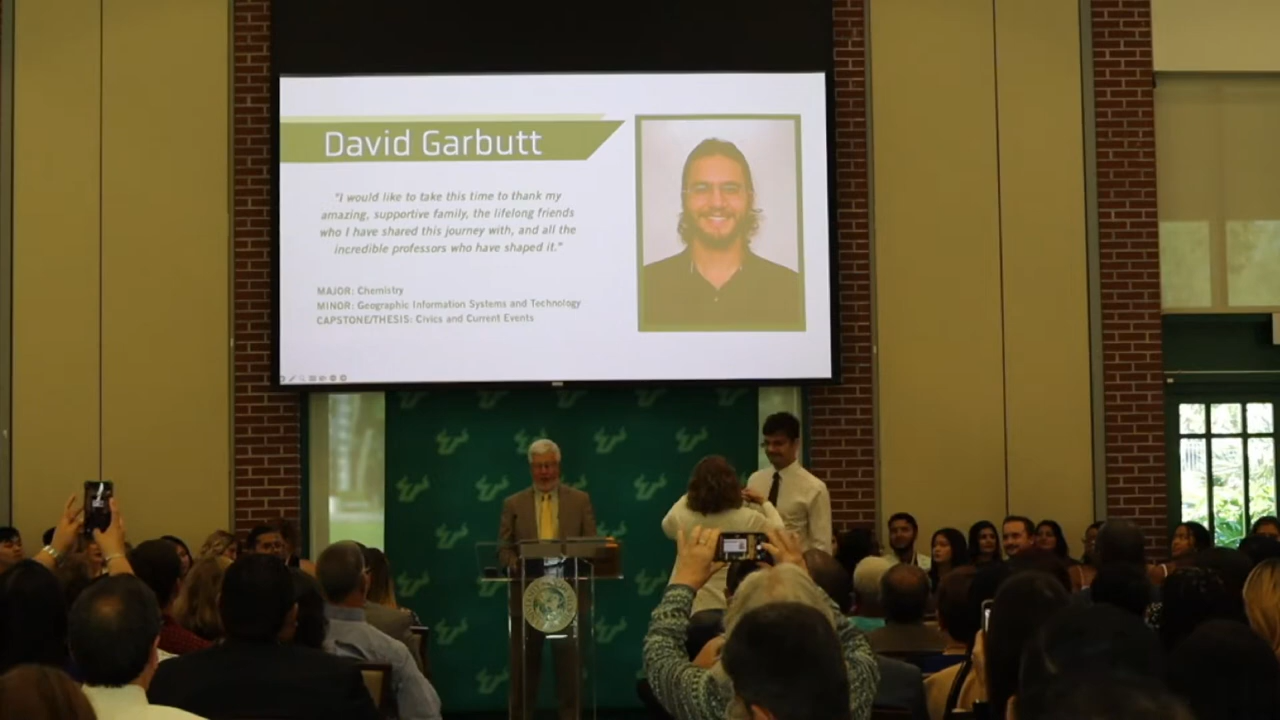 David Garbutt
"I would like to take this time to thank my
amazing, supportive family, the lifelong friends
who I have shared this journey with, and all the
incredible professors who have shaped it."
MAJOR: Chemistry
MINOR: Geographic Information Systems and Technology
CAPSTONE/THESIS: Civics and Current Events